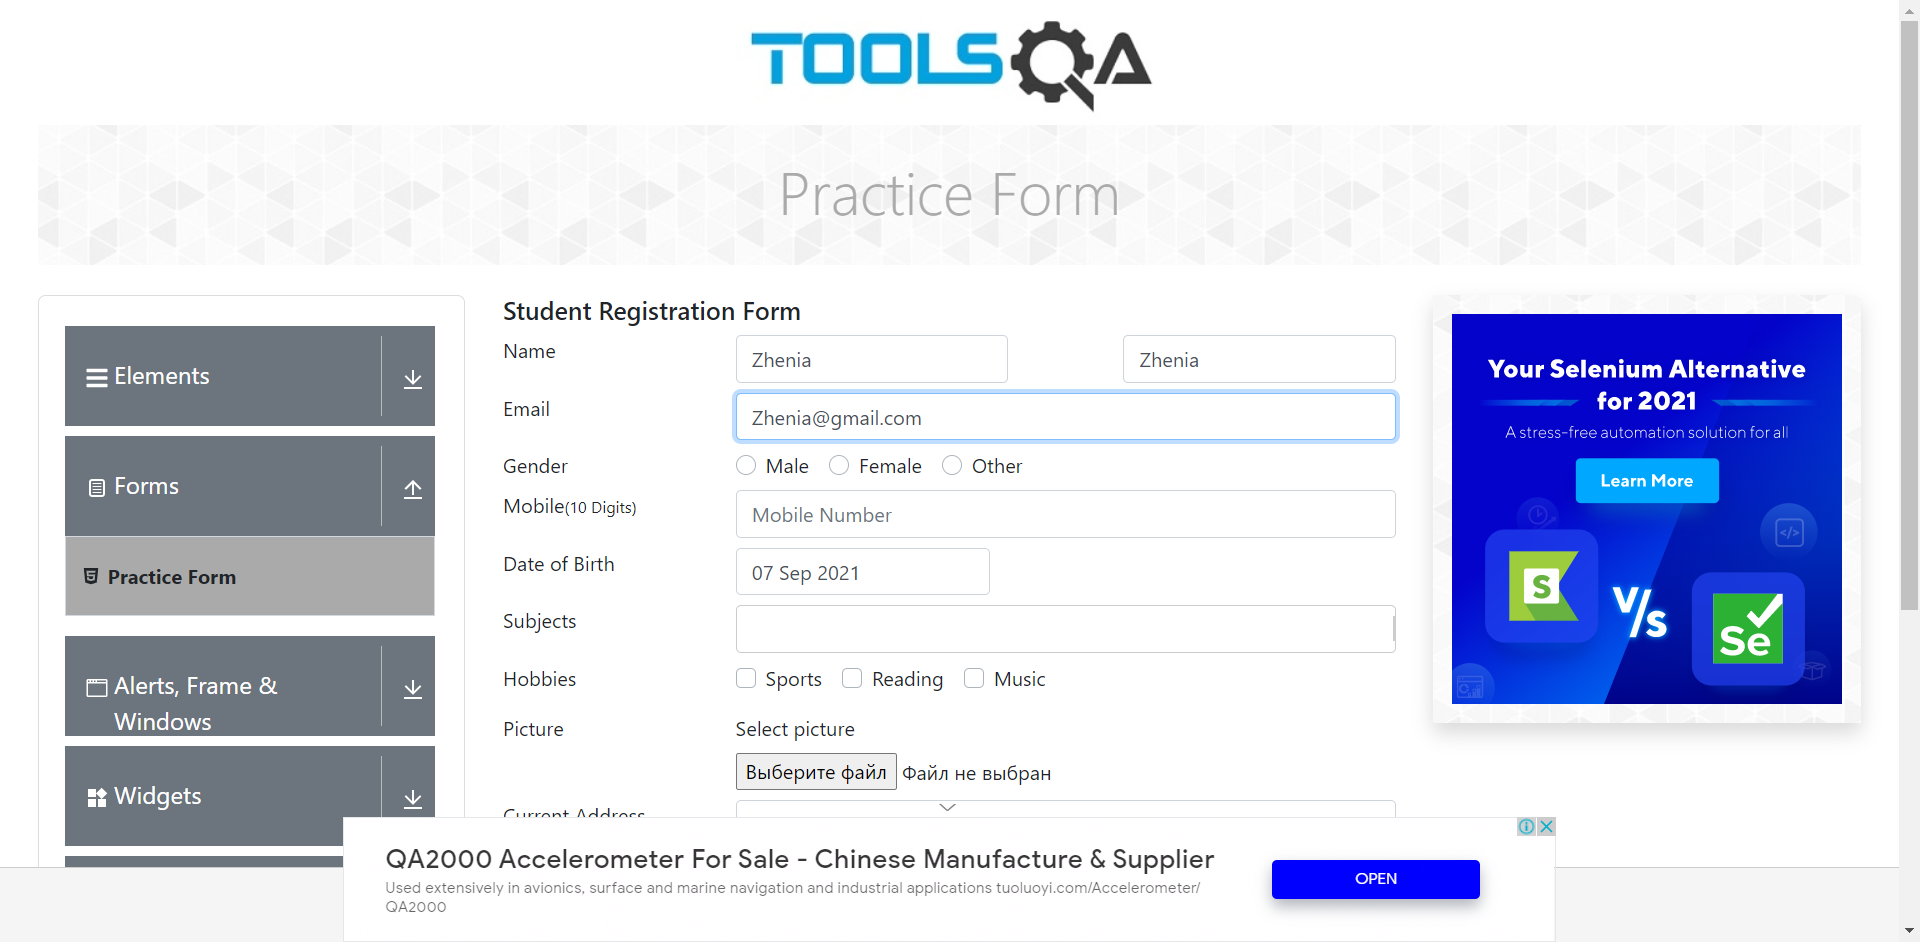 TOOLSQA
Practice Form
Elements
Forms
Practice Form
Alerts, Frame &
Windows
Widgets
Student Registration Form
Name
Zhenia
Zhenia
Email
Zhenia@gmail.com
Gender
Male
Female
Other
Mobile(10 Digits)
Mobile Number
Date of Birth
07 Sep 2021
Subjects
Hobbies
Sports
Reading
Music
Picture
Select picture
Выберите файл
Файл не выбран
Current Address
Your Selenium Alternative
for 2021
A stress-free automation solution for all
Learn More
S
V/s
Se
QA2000 Accelerometer For Sale - Chinese Manufacture & Supplier
Used extensively in avionics, surface and marine navigation and industrial applications tuoluoyi.com/Accelerometer/
QA2000
OPEN